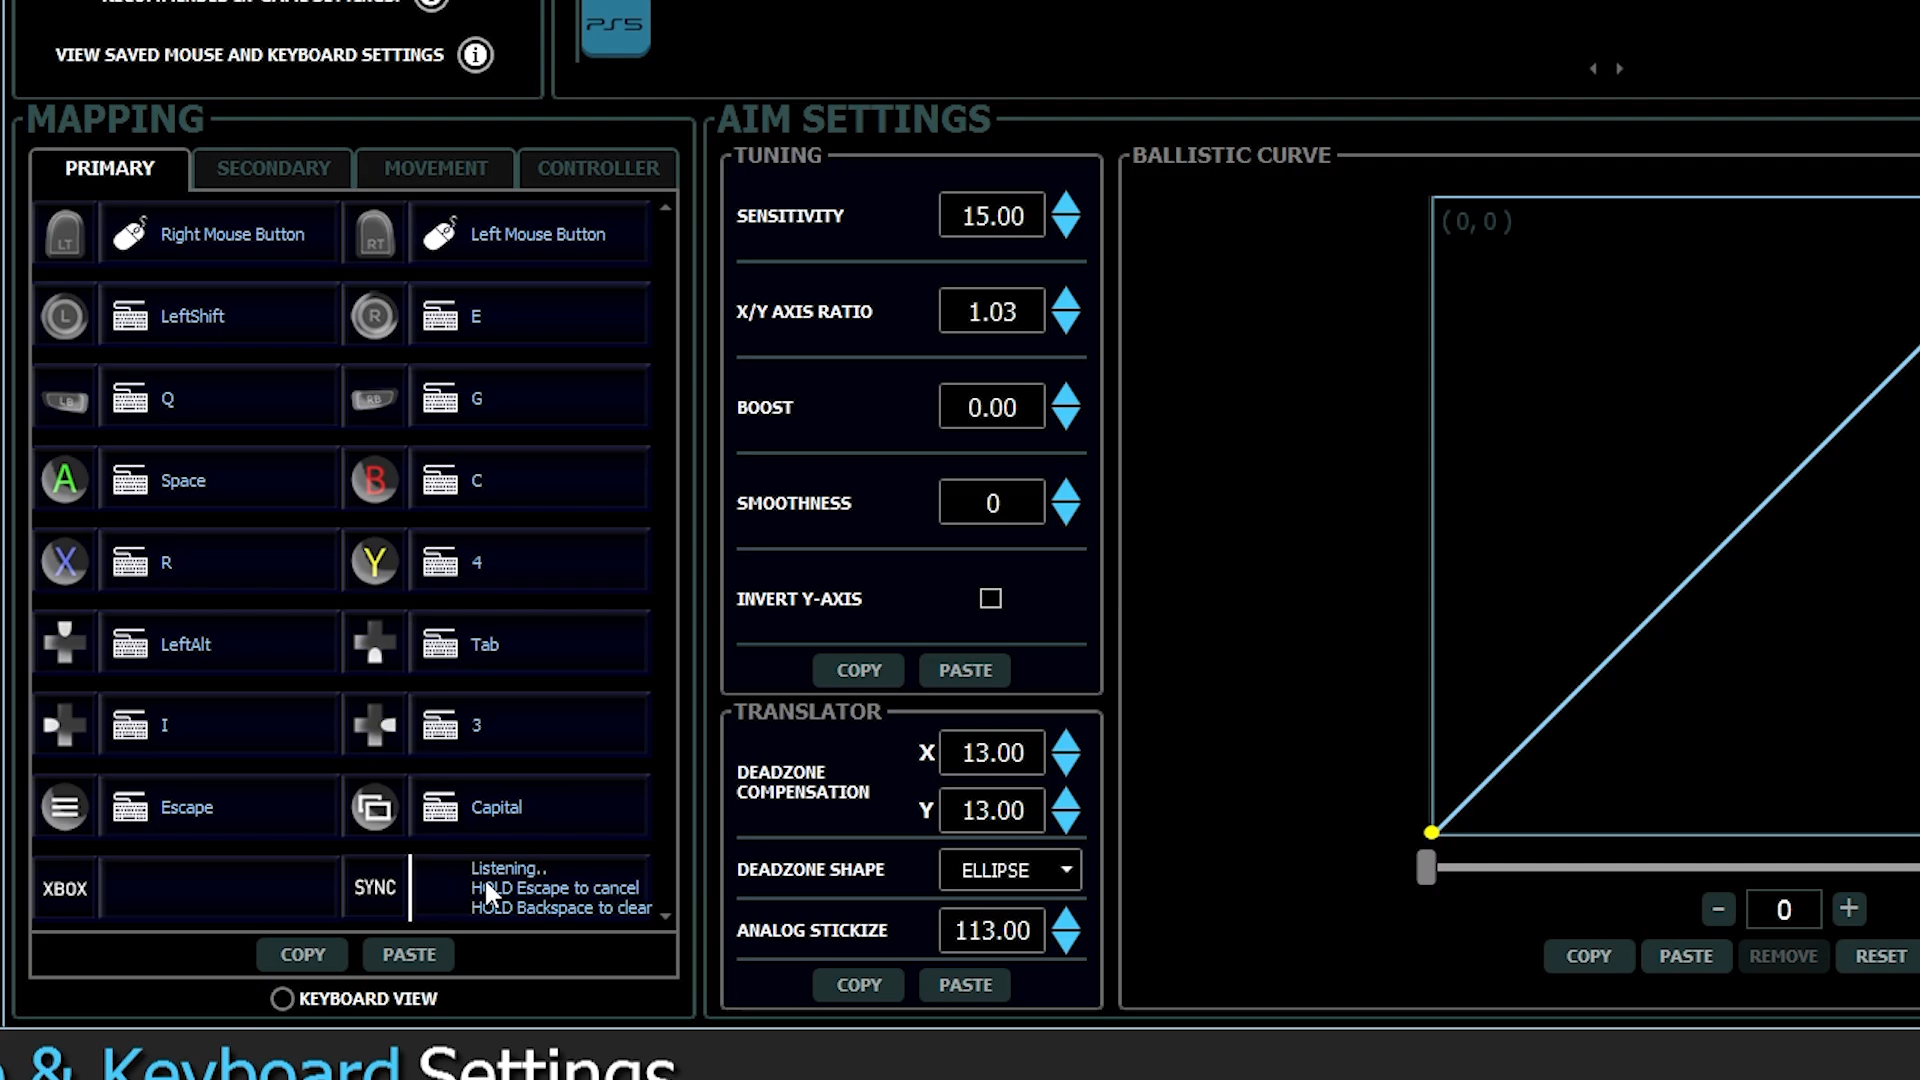 VIEW SAVED MOUSE AND KEYBOARD SETTINGS i
PS5
MAPPING
PRIMARY SECONDARY MOVEMENT CONTROLLER
LT Right Mouse Button RT Left Mouse Button
L LeftShift R E
LB Q RB G
A Space B C
X R Y 4
LeftAlt Tab
I 3
Escape Capital
XBOX SYNC
Listening..
HOLD Escape to cancel
HOLD Backspace to clear
COPY PASTE
KEYBOARD VIEW
AIM SETTINGS
TUNING
SENSITIVITY 15.00
X/Y AXIS RATIO 1.03
BOOST 0.00
SMOOTHNESS 0
INVERT Y-AXIS
COPY PASTE
TRANSLATOR
DEADZONE
COMPENSATION
X 13.00
Y 13.00
DEADZONE SHAPE ELLIPSE
ANALOG STICKIZE 113.00
COPY PASTE
BALLISTIC CURVE
(0,0)
- 0 +
COPY PASTE REMOVE RESET
& Keyboard Settings